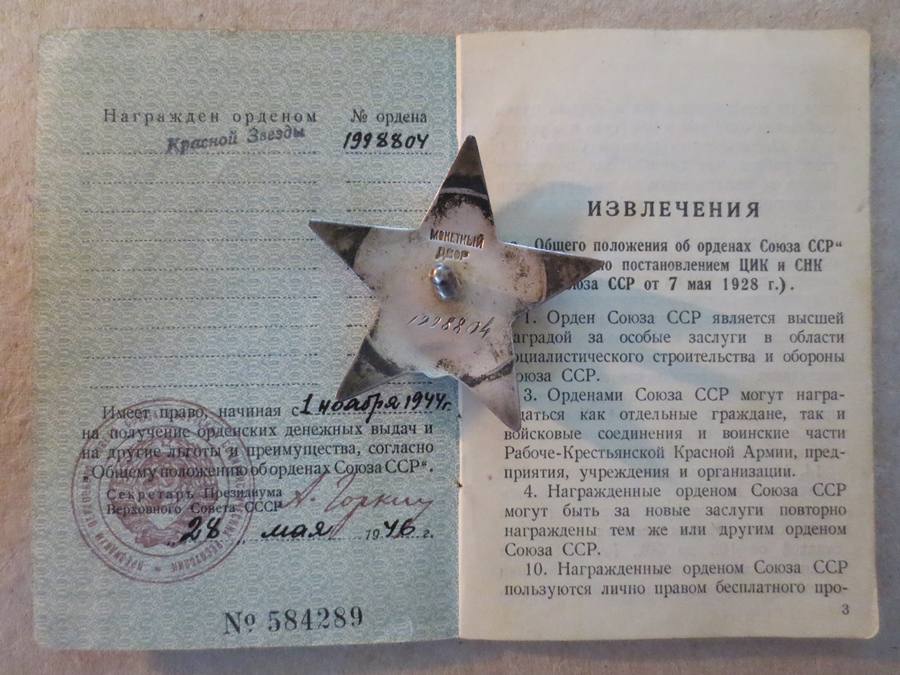 Награжден орденом
№ ордена
Красной Звезды
1998804
Имеет право, начиная с 1 ноября 1944г.
на получение орденских денежных выдач и
на другие льготы и преимущества, согласно
„Общему положению об орденах Союза ССР“.
Секретарь Президиума
Верховного Совета СССР
А. Горкин
„28„ мая 1946 г.
№ 584289
МОНЕТНЫЙ
ДВОР
1998804
ИЗВЛЕЧЕНИЯ
Общего положения об орденах Союза ССР“
по постановлением ЦИК и СНК
юза ССР от 7 мая 1928 г.).
1. Орден Союза ССР является высшей
наградой за особые заслуги в области
социалистического строительства и обороны
Союза ССР.
3. Орденами Союза ССР могут награ-
ждаться как отдельные граждане, так и
войсковые соединения и воинские части
Рабоче-Крестьянской Красной Армии, пред-
приятия, учреждения и организации.
4. Награжденные орденом Союза ССР
могут быть за новые заслуги повторно
награждены тем же или другим орденом
Союза ССР.
10. Награжденные орденом Союза ССР
пользуются лично правом бесплатного про-
3